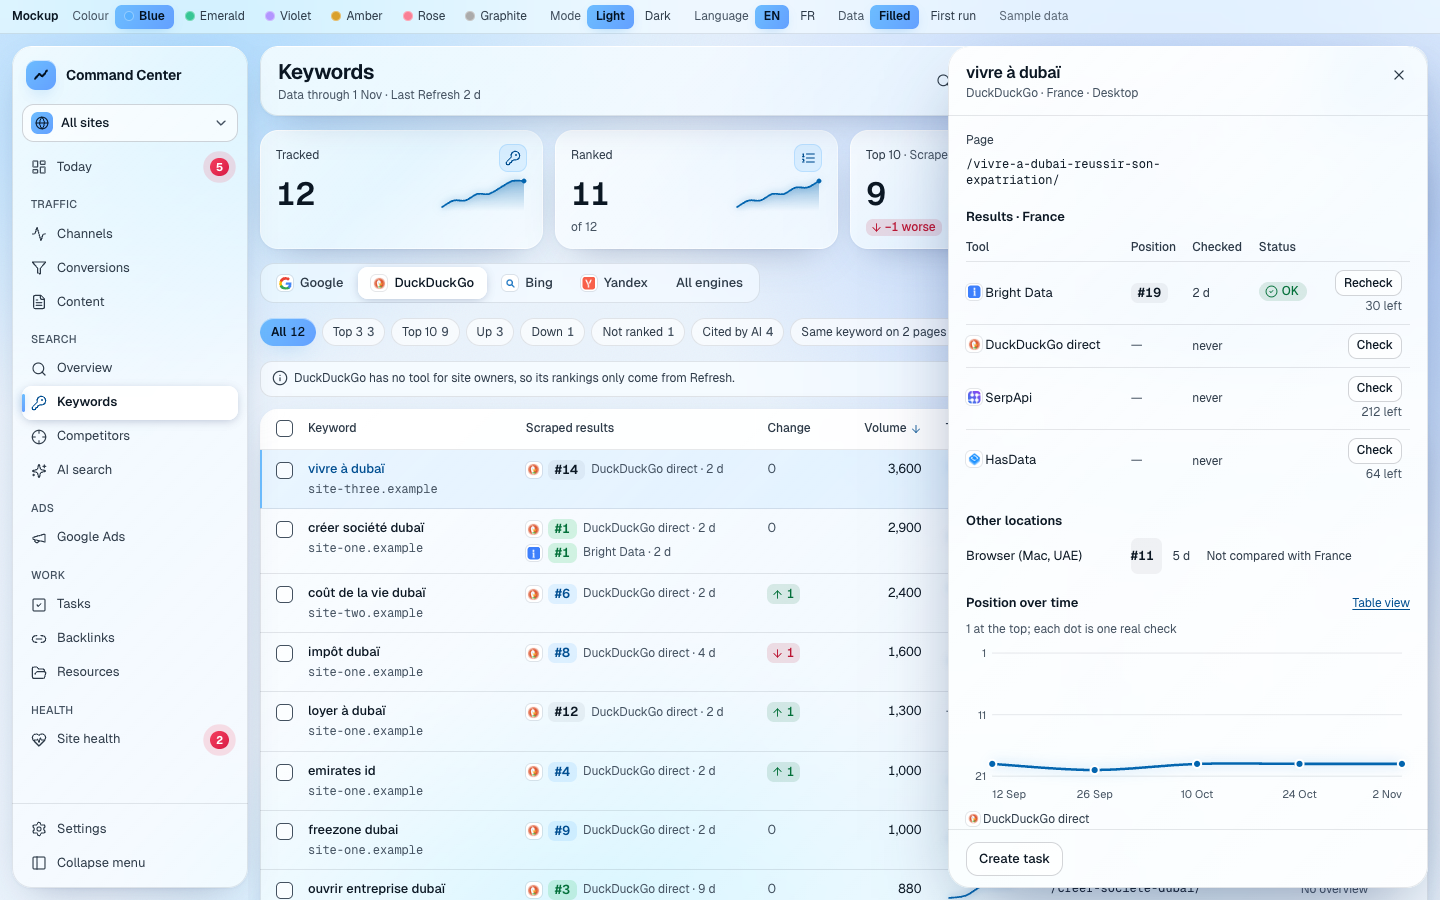 Mockup Colour Blue Emerald Violet Amber Rose Graphite Mode Light Dark Language EN FR Data Filled First run Sample data
Command Center
All sites
Today 5
TRAFFIC
Channels
Conversions
Content
SEARCH
Overview
Keywords
Competitors
AI search
ADS
Google Ads
WORK
Tasks
Backlinks
Resources
HEALTH
Site health 2
Settings
Collapse menu
Keywords
Data through 1 Nov · Last Refresh 2 d
Tracked
12
Ranked
11
of 12
Top 10 · Scrape
9
−1 worse
Google DuckDuckGo Bing Yandex All engines
All 12 Top 3 3 Top 10 9 Up 3 Down 1 Not ranked 1 Cited by AI 4 Same keyword on 2 pages
DuckDuckGo has no tool for site owners, so its rankings only come from Refresh.
Keyword Scraped results Change Volume
vivre à dubaï #14 DuckDuckGo direct · 2 d 0 3,600
site-three.example
créer société dubaï #1 DuckDuckGo direct · 2 d 0 2,900
site-one.example #1 Bright Data · 2 d
coût de la vie dubaï #6 DuckDuckGo direct · 2 d 1 2,400
site-two.example
impôt dubaï #8 DuckDuckGo direct · 4 d 1 1,600
site-one.example
loyer à dubaï #12 DuckDuckGo direct · 2 d 1 1,300
site-one.example
emirates id #4 DuckDuckGo direct · 2 d 1 1,000
site-one.example
freezone dubai #9 DuckDuckGo direct · 2 d 0 1,000
site-one.example
ouvrir entreprise dubaï #3 DuckDuckGo direct · 9 d 0 880
vivre à dubaï
DuckDuckGo · France · Desktop
Page
/vivre-a-dubai-reussir-son-
expatriation/
Results · France
Tool Position Checked Status
Bright Data #19 2 d OK Recheck
30 left
DuckDuckGo direct — never Check
SerpApi — never Check
212 left
HasData — never Check
64 left
Other locations
Browser (Mac, UAE) #11 5 d Not compared with France
Position over time Table view
1 at the top; each dot is one real check
1
11
21
12 Sep 26 Sep 10 Oct 24 Oct 2 Nov
DuckDuckGo direct
Create task